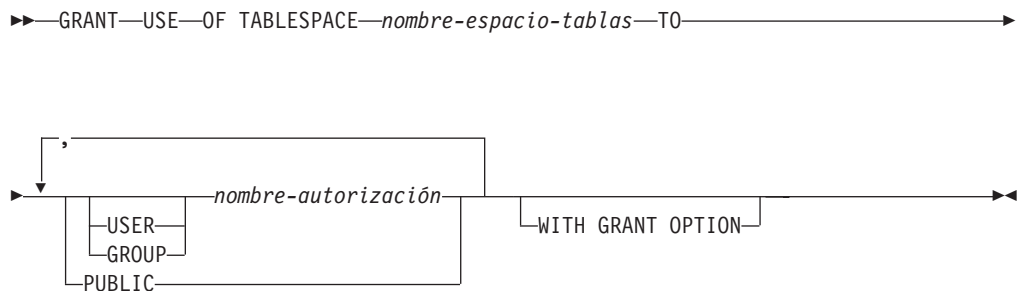 GRANT USE OF TABLESPACE nombre-espacio-tablas TO
,
nombre-autorización
USER
GROUP
PUBLIC
WITH GRANT OPTION